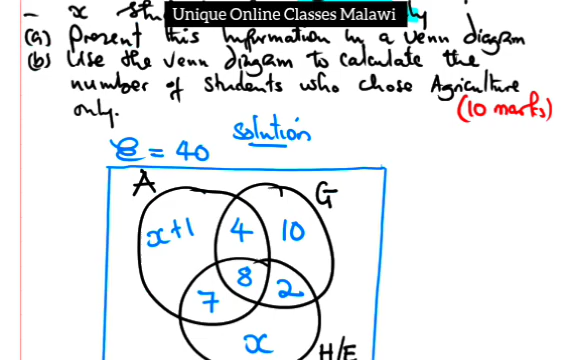 - x
Unique Online Classes Malawi
(a) Present this information in a venn diagram
(b) Use the venn diagram to calculate the
number of students who chose Agriculture
only.
(10 marks)
solution
ℰ = 40
A
G
x+1
4
10
8
7
2
x
H/E